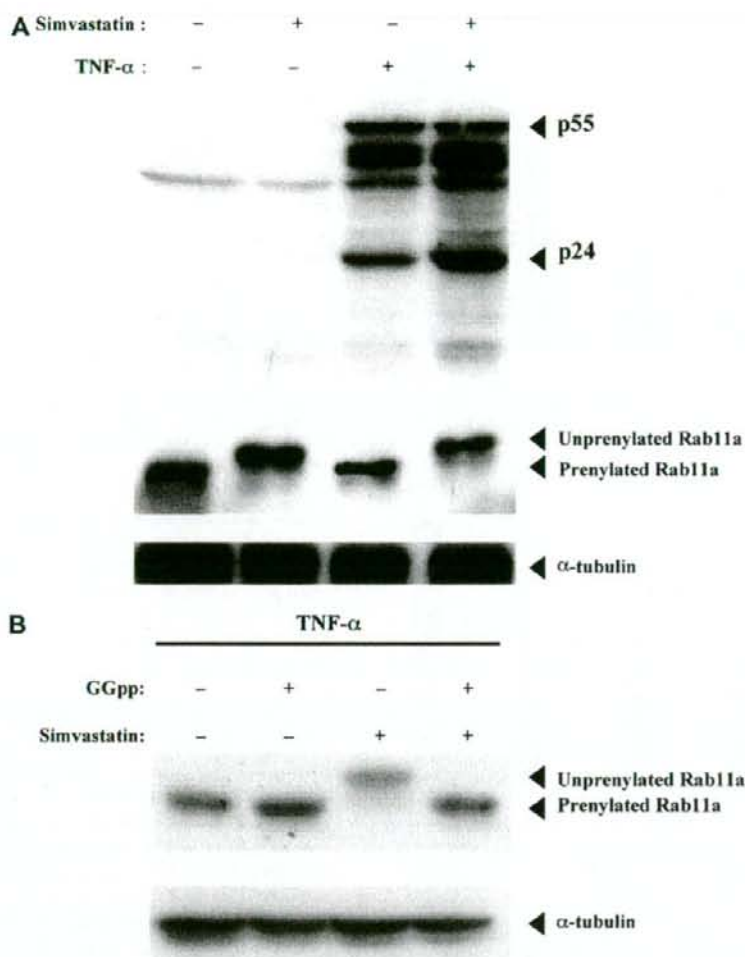 A Simvastatin : – + – +
TNF-α : – – + +
p55
p24
Unprenylated Rab11a
Prenylated Rab11a
α-tubulin
B
TNF-α
GGpp: – + – +
Simvastatin: – – + +
Unprenylated Rab11a
Prenylated Rab11a
α-tubulin